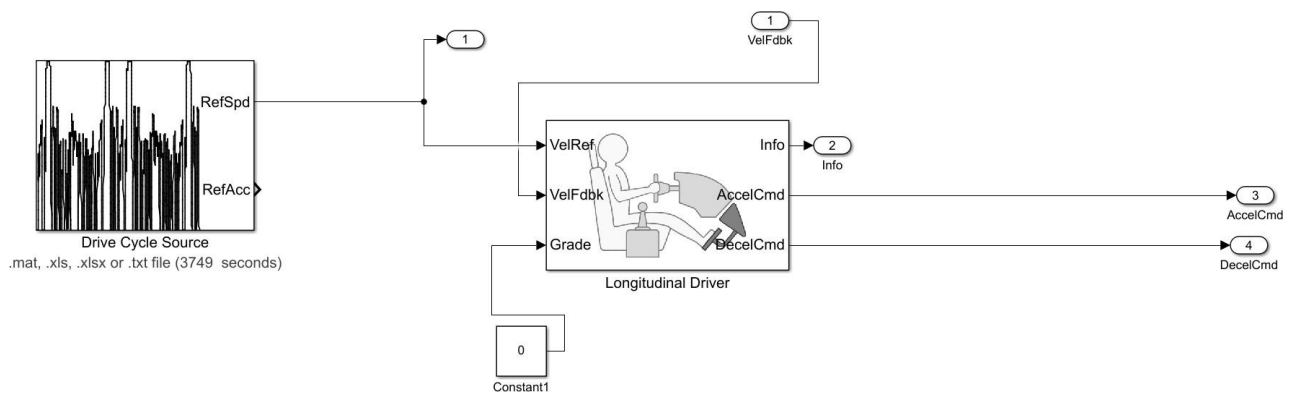 1
VelFdbk
1
RefSpd
VelRef
Info
2
Info
RefAcc
VelFdbk
AccelCmd
3
AccelCmd
Drive Cycle Source
.mat, .xls, .xlsx or .txt file (3749 seconds)
Grade
DecelCmd
4
DecelCmd
Longitudinal Driver
0
Constant1